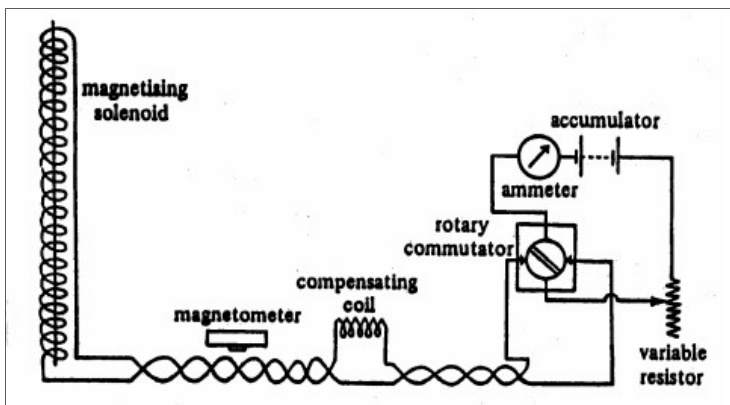 magnetising
solenoid
accumulator
ammeter
rotary
commutator
compensating
coil
magnetometer
variable
resistor